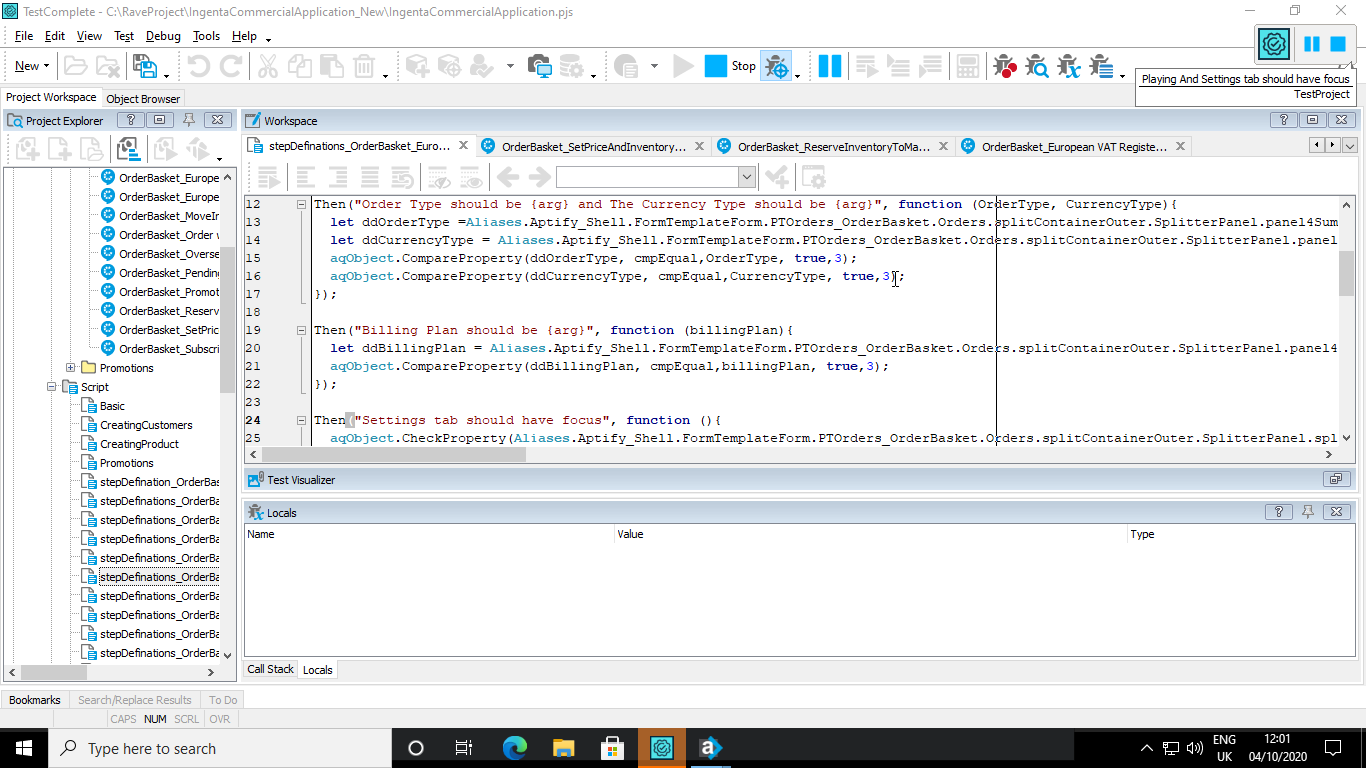 TestComplete - C:\RaveProject\IngentaCommercialApplication_New\IngentaCommercialApplication.pjs
File Edit View Test Debug Tools Help
New Stop
Playing And Settings tab should have focus
TestProject
Project Workspace Object Browser
Project Explorer
Workspace
stepDefinations_OrderBasket_Euro... OrderBasket_SetPriceAndInventory... OrderBasket_ReserveInventoryToMa... OrderBasket_European VAT Registe...
OrderBasket_Europe
OrderBasket_Europe
OrderBasket_MoveIn
OrderBasket_Order w
OrderBasket_Overse
OrderBasket_Pending
OrderBasket_Promot
OrderBasket_Reserv
OrderBasket_SetPric
OrderBasket_Subscri
Promotions
Script
Basic
CreatingCustomers
CreatingProduct
Promotions
stepDefination_OrderBas
stepDefinations_OrderBa
stepDefinations_OrderBa
stepDefinations_OrderBa
stepDefinations_OrderBa
stepDefinations_OrderBa
stepDefinations_OrderBa
stepDefinations_OrderBa
stepDefinations_OrderBa
stepDefinations_OrderBa
12 Then("Order Type should be {arg} and The Currency Type should be {arg}", function (OrderType, CurrencyType){
13 let ddOrderType =Aliases.Aptify_Shell.FormTemplateForm.PTOrders_OrderBasket.Orders.splitContainerOuter.SplitterPanel.panel4Sum
14 let ddCurrencyType = Aliases.Aptify_Shell.FormTemplateForm.PTOrders_OrderBasket.Orders.splitContainerOuter.SplitterPanel.panel
15 aqObject.CompareProperty(ddOrderType, cmpEqual,OrderType, true,3);
16 aqObject.CompareProperty(ddCurrencyType, cmpEqual,CurrencyType, true,3);
17 });
18
19 Then("Billing Plan should be {arg}", function (billingPlan){
20 let ddBillingPlan = Aliases.Aptify_Shell.FormTemplateForm.PTOrders_OrderBasket.Orders.splitContainerOuter.SplitterPanel.panel4
21 aqObject.CompareProperty(ddBillingPlan, cmpEqual,billingPlan, true,3);
22 });
23
24 Then("Settings tab should have focus", function (){
25 aqObject.CheckProperty(Aliases.Aptify_Shell.FormTemplateForm.PTOrders_OrderBasket.Orders.splitContainerOuter.SplitterPanel.spl
Test Visualizer
Locals
Name Value Type
Call Stack Locals
Bookmarks Search/Replace Results To Do
CAPS NUM SCRL OVR
Type here to search
ENG
UK
12:01
04/10/2020